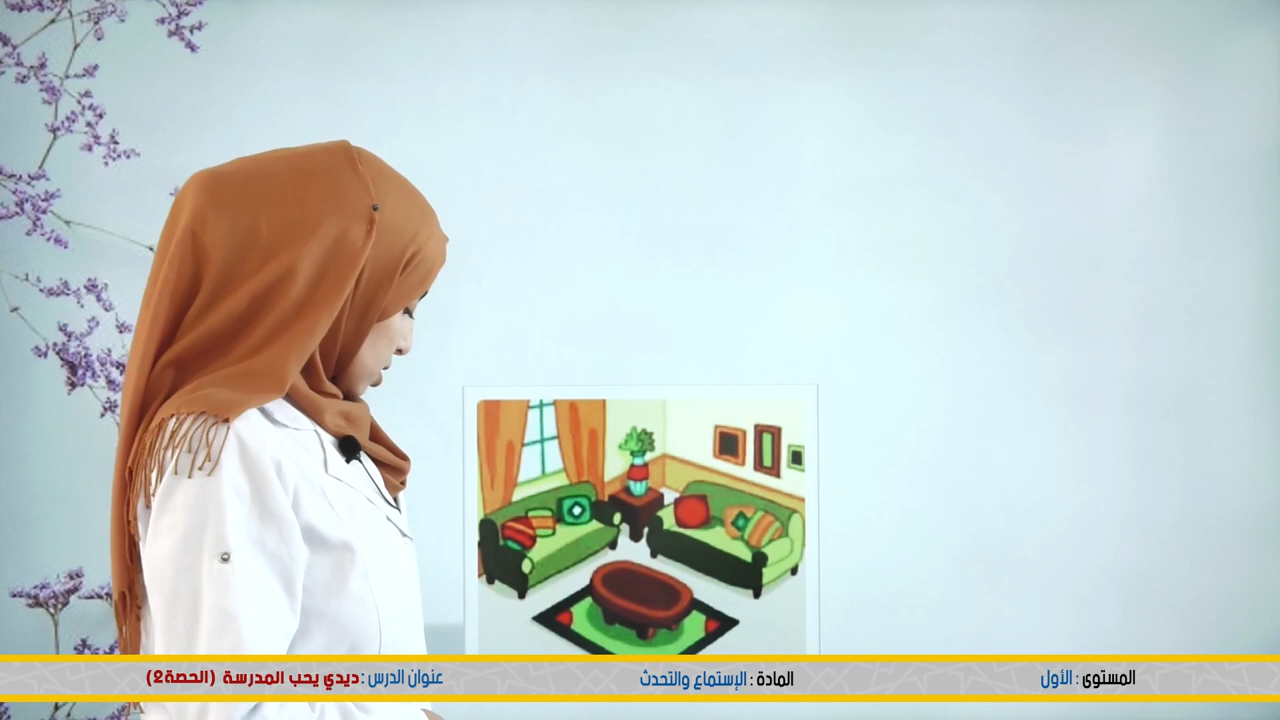 المستوى : الأول
المادة : الإستماع والتحدث
عنوان الدرس : ديدي يحب المدرسة (الحصة2)